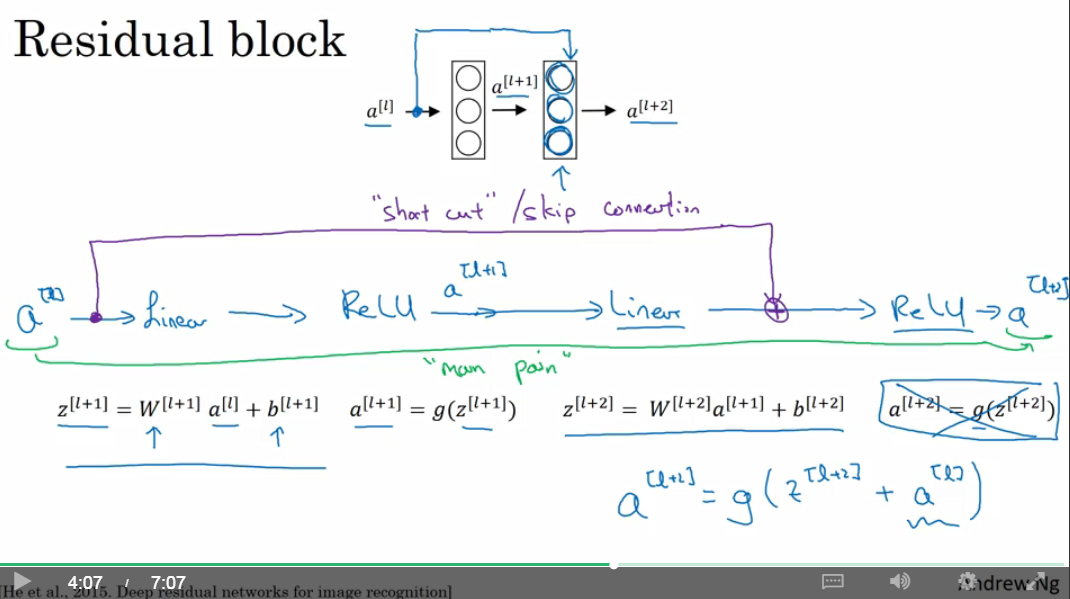 Residual block
a[l] a[l+1] a[l+2]
"short cut" / skip connection
a[l] → Linear → ReLU a[l+1] → Linear → ReLU → a[l+2]
"main path"
z[l+1] = W[l+1] a[l] + b[l+1] a[l+1] = g(z[l+1]) z[l+2] = W[l+2]a[l+1] + b[l+2] a[l+2] = g(z[l+2])
a[l+2] = g(z[l+2] + a[l])
4:07 / 7:07
[He et al., 2015. Deep residual networks for image recognition] Andrew Ng